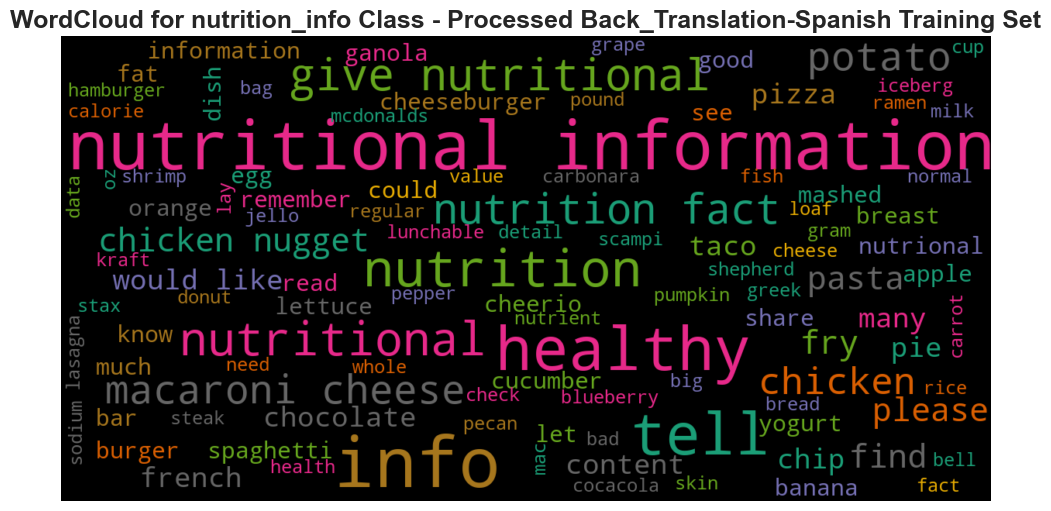 WordCloud for nutrition_info Class - Processed Back_Translation-Spanish Training Set
information
ganola
grape
good
potato
cup
fat
dish
give nutritional
hamburger
bag
cheeseburger
pound
pizza
iceberg
calorie
mcdonalds
see
ramen
milk
nutritional information
data
oz
shrimp
egg
value
carbonara
fish
normal
lay
remember
could
mashed
orange
jello
regular
nutrition fact
loaf
breast
gram
chicken nugget
lunchable
detail
scampi
taco
cheese
nutrional
kraft
would like
read
nutrition
shepherd
pasta
apple
stax
donut
lettuce
pepper
cheerio
pumpkin
greek
nutrient
share
many
carrot
know
nutritional
healthy
fry
pie
much
need
whole
sodium lasagna
macaroni cheese
cucumber
check
big
blueberry
chicken
rice
bar
steak
chocolate
pecan
bread
please
tell
yogurt
burger
spaghetti
let
bad
french
health
info
mac
content
chip
find
bell
cocacola
skin
banana
fact